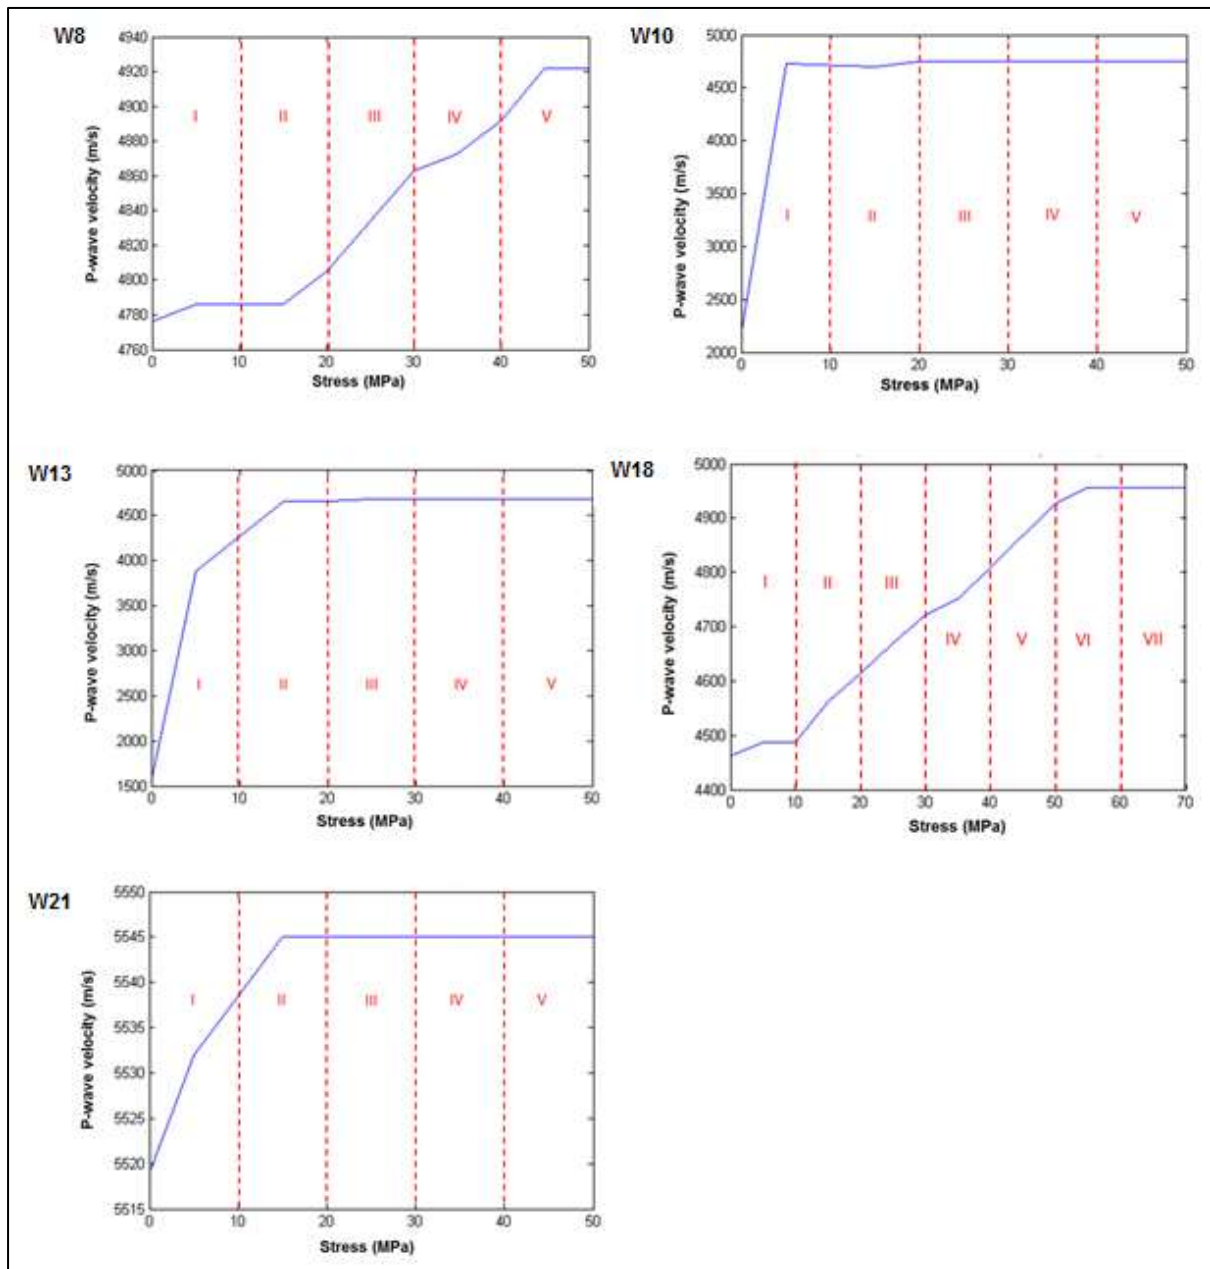 W8
4940
4920
4900
4880
4860
4840
4820
4800
4780
4760
P-wave velocity (m/s)
I II III IV V
0 10 20 30 40 50
Stress (MPa)
W10
5000
4500
4000
3500
3000
2500
2000
P-wave velocity (m/s)
I II III IV V
0 10 20 30 40 50
Stress (MPa)
W13
5000
4500
4000
3500
3000
2500
2000
1500
P-wave velocity (m/s)
I II III IV V
0 10 20 30 40 50
Stress (MPa)
W18
5000
4900
4800
4700
4600
4500
4400
P-wave velocity (m/s)
I II III
IV V VI VII
0 10 20 30 40 50 60 70
Stress (MPa)
W21
5550
5545
5540
5535
5530
5525
5520
5515
P-wave velocity (m/s)
I II III IV V
0 10 20 30 40 50
Stress (MPa)